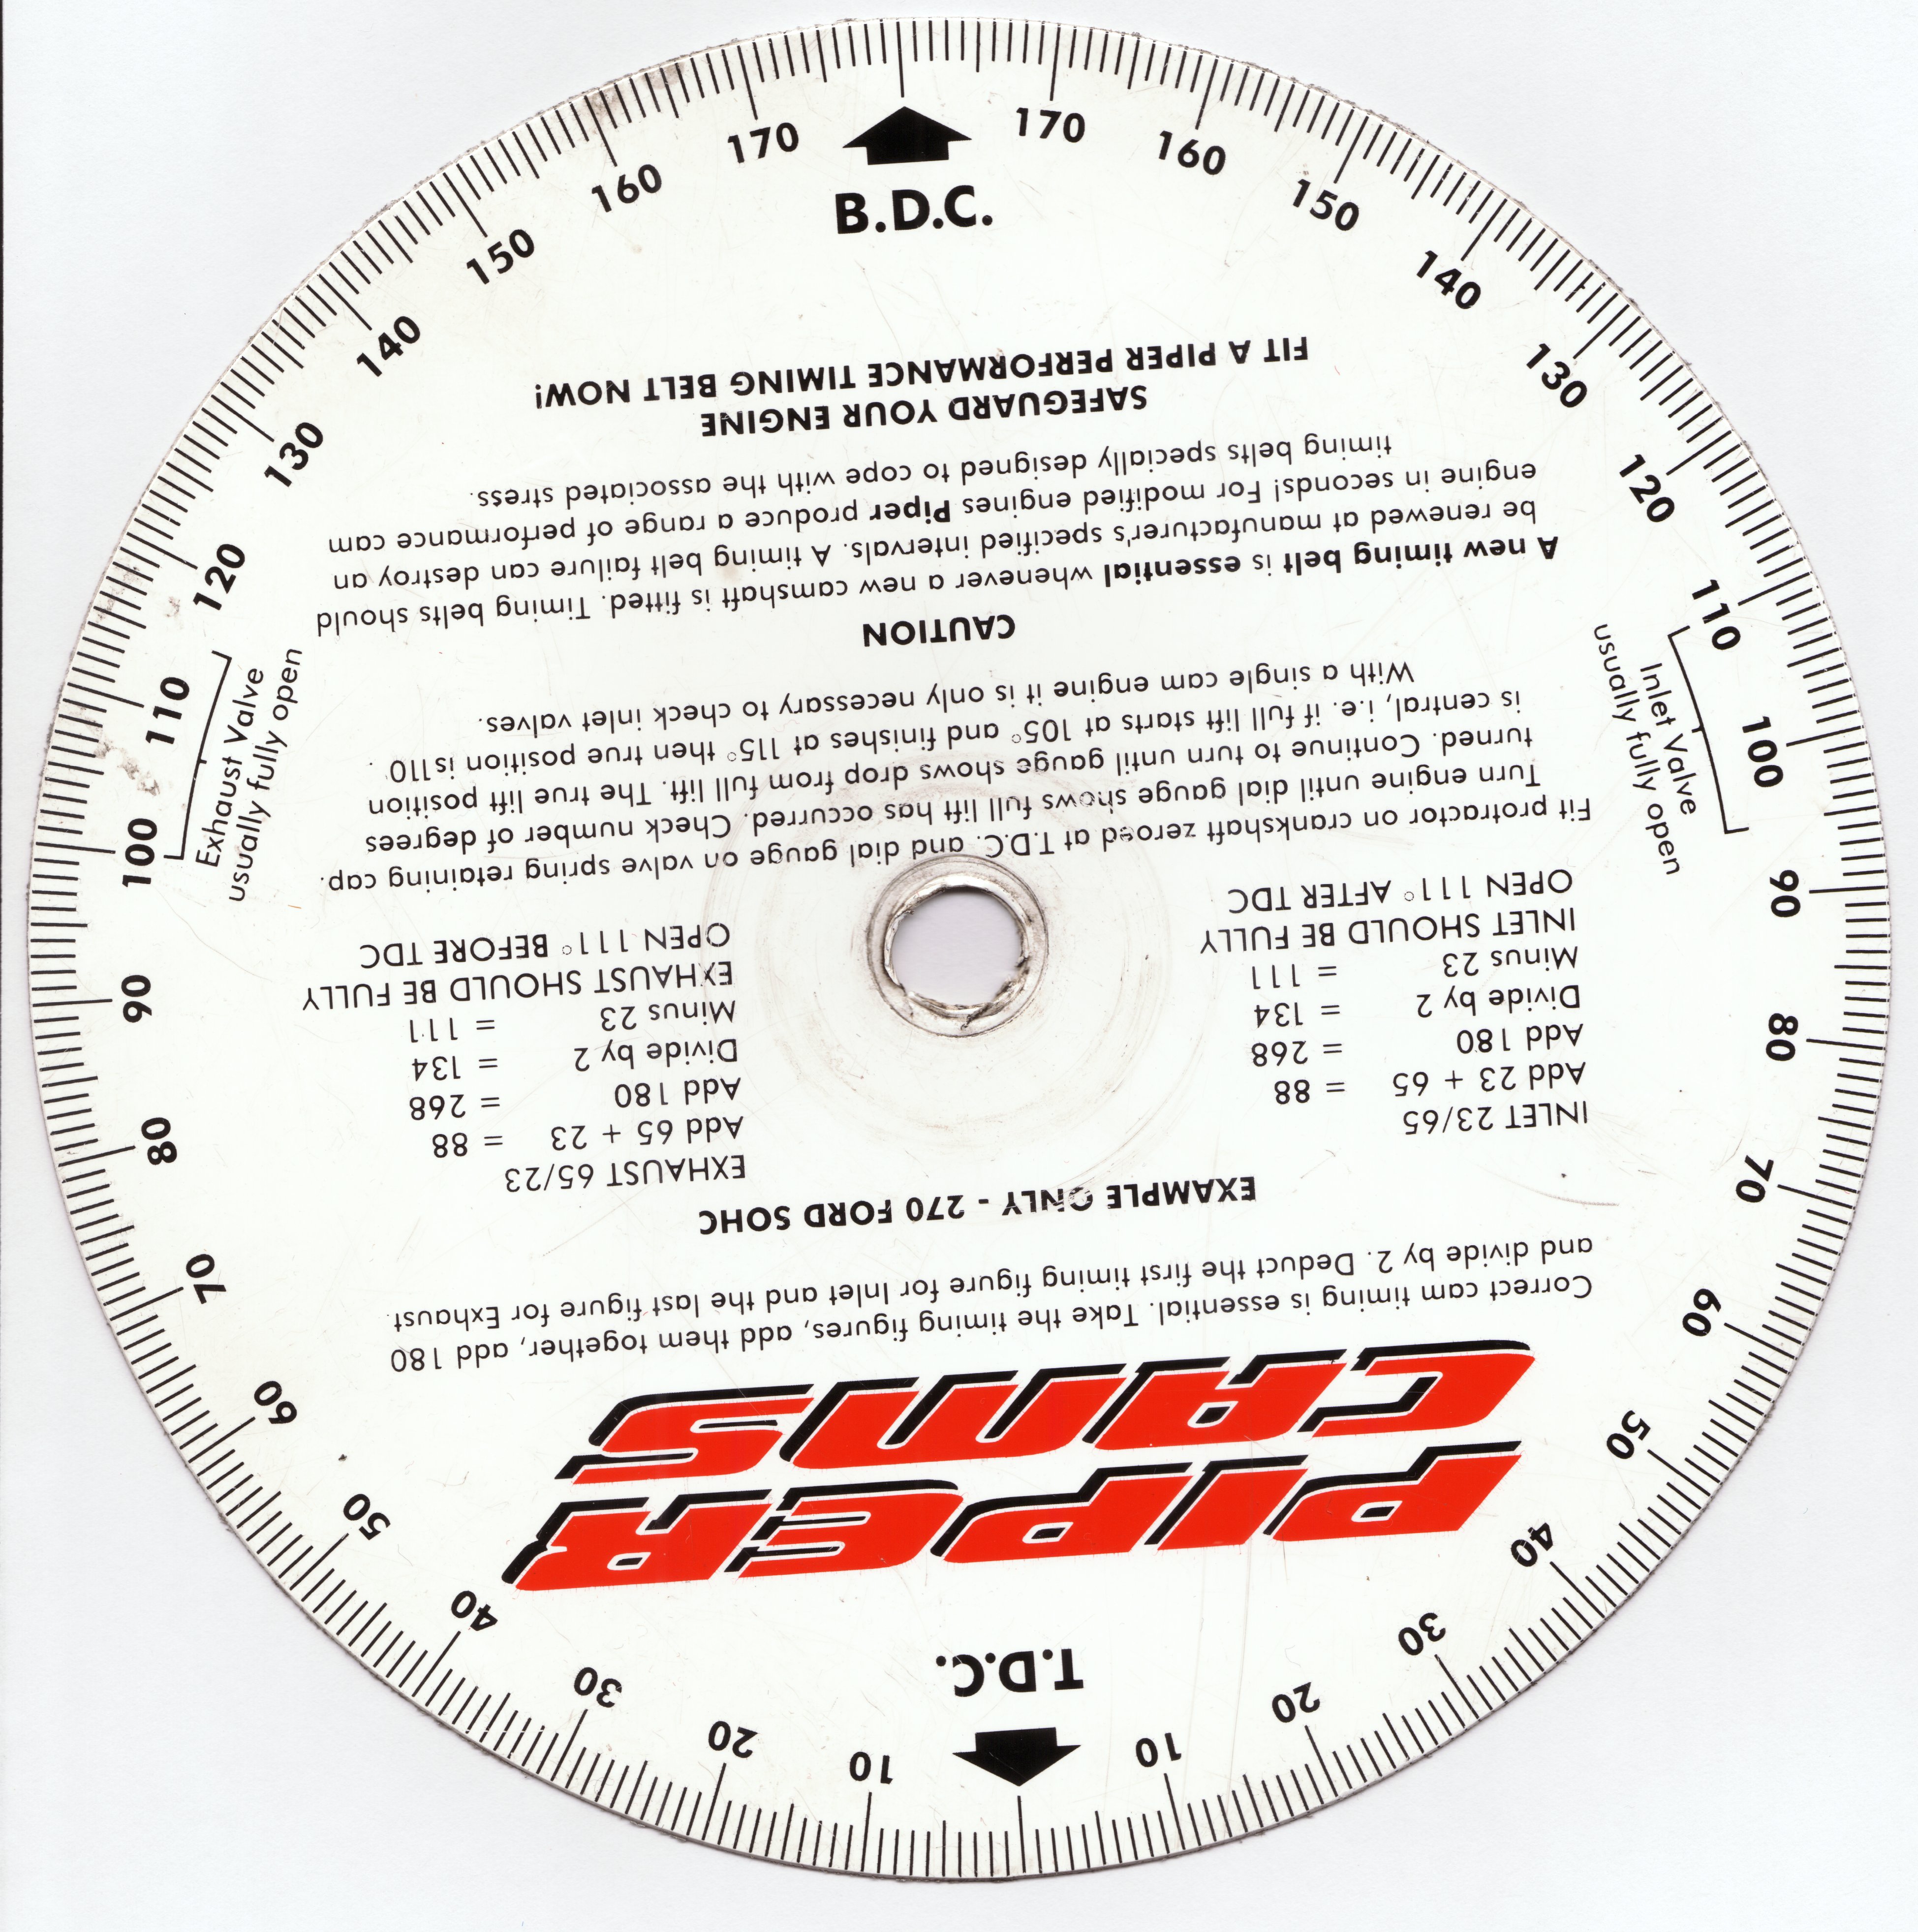 T.D.C.
PIPER
CAMS
Correct cam timing is essential. Take the timing figures, add them together, add 180
and divide by 2. Deduct the first timing figure for Inlet and the last figure for Exhaust.
EXAMPLE ONLY - 270 FORD SOHC
INLET 23/65
Add 23 + 65 = 88
Add 180 = 268
Divide by 2 = 134
Minus 23 = 111
INLET SHOULD BE FULLY
OPEN 111° AFTER TDC
EXHAUST 65/23
Add 65 + 23 = 88
Add 180 = 268
Divide by 2 = 134
Minus 23 = 111
EXHAUST SHOULD BE FULLY
OPEN 111° BEFORE TDC
Fit protractor on crankshaft zeroed at T.D.C. and dial gauge on valve spring retaining cap.
Turn engine until dial gauge shows full lift has occurred. Check number of degrees
turned. Continue to turn until gauge shows drop from full lift. The true lift position
is central, i.e. if full lift starts at 105° and finishes at 115° then true position is110 .
With a single cam engine it is only necessary to check inlet valves.
CAUTION
A new timing belt is essential whenever a new camshaft is fitted. Timing belts should
be renewed at manufacturer's specified intervals. A timing belt failure can destroy an
engine in seconds! For modified engines Piper produce a range of performance cam
timing belts specially designed to cope with the associated stress.
SAFEGUARD YOUR ENGINE
FIT A PIPER PERFORMANCE TIMING BELT NOW!
B.D.C.
Inlet Valve
usually fully open
Exhaust Valve
usually fully open
10
20
30
40
50
60
70
80
90
100
110
120
130
140
150
160
170
10
20
30
40
50
60
70
80
90
100
110
120
130
140
150
160
170